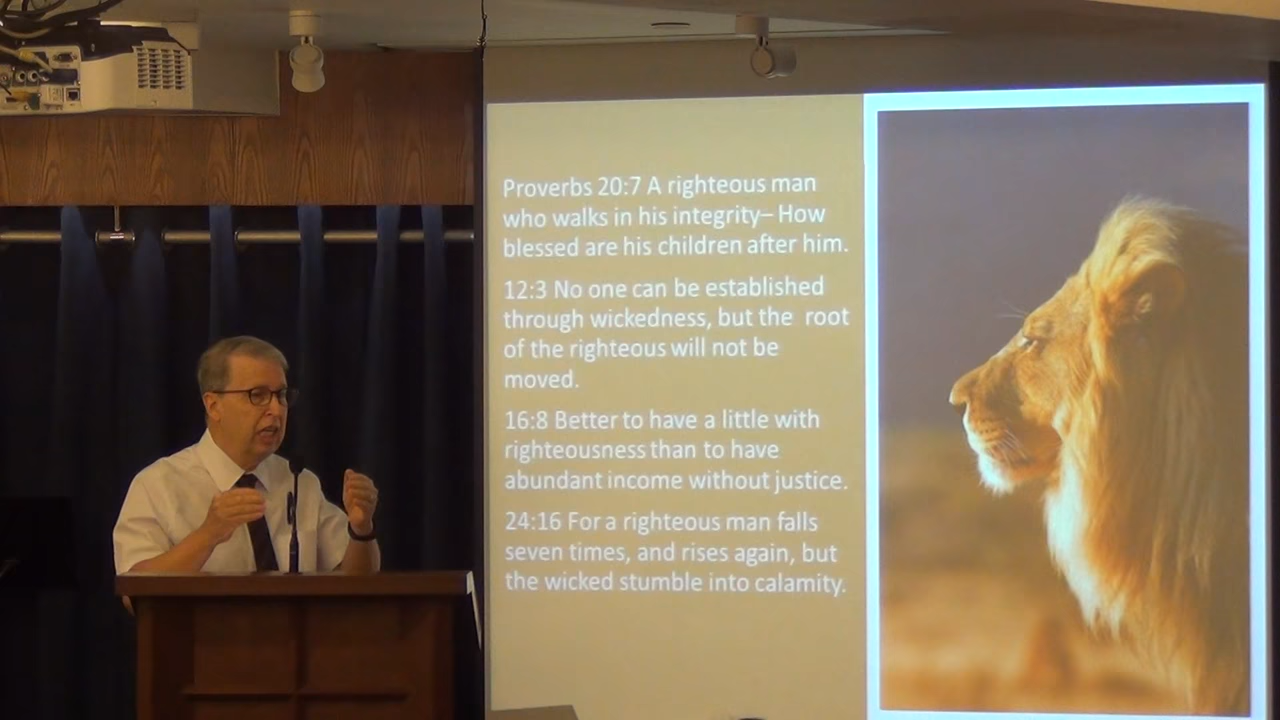 Proverbs 20:7 A righteous man
who walks in his integrity– How
blessed are his children after him.
12:3 No one can be established
through wickedness, but the root
of the righteous will not be
moved.
16:8 Better to have a little with
righteousness than to have
abundant income without justice.
24:16 For a righteous man falls
seven times, and rises again, but
the wicked stumble into calamity.